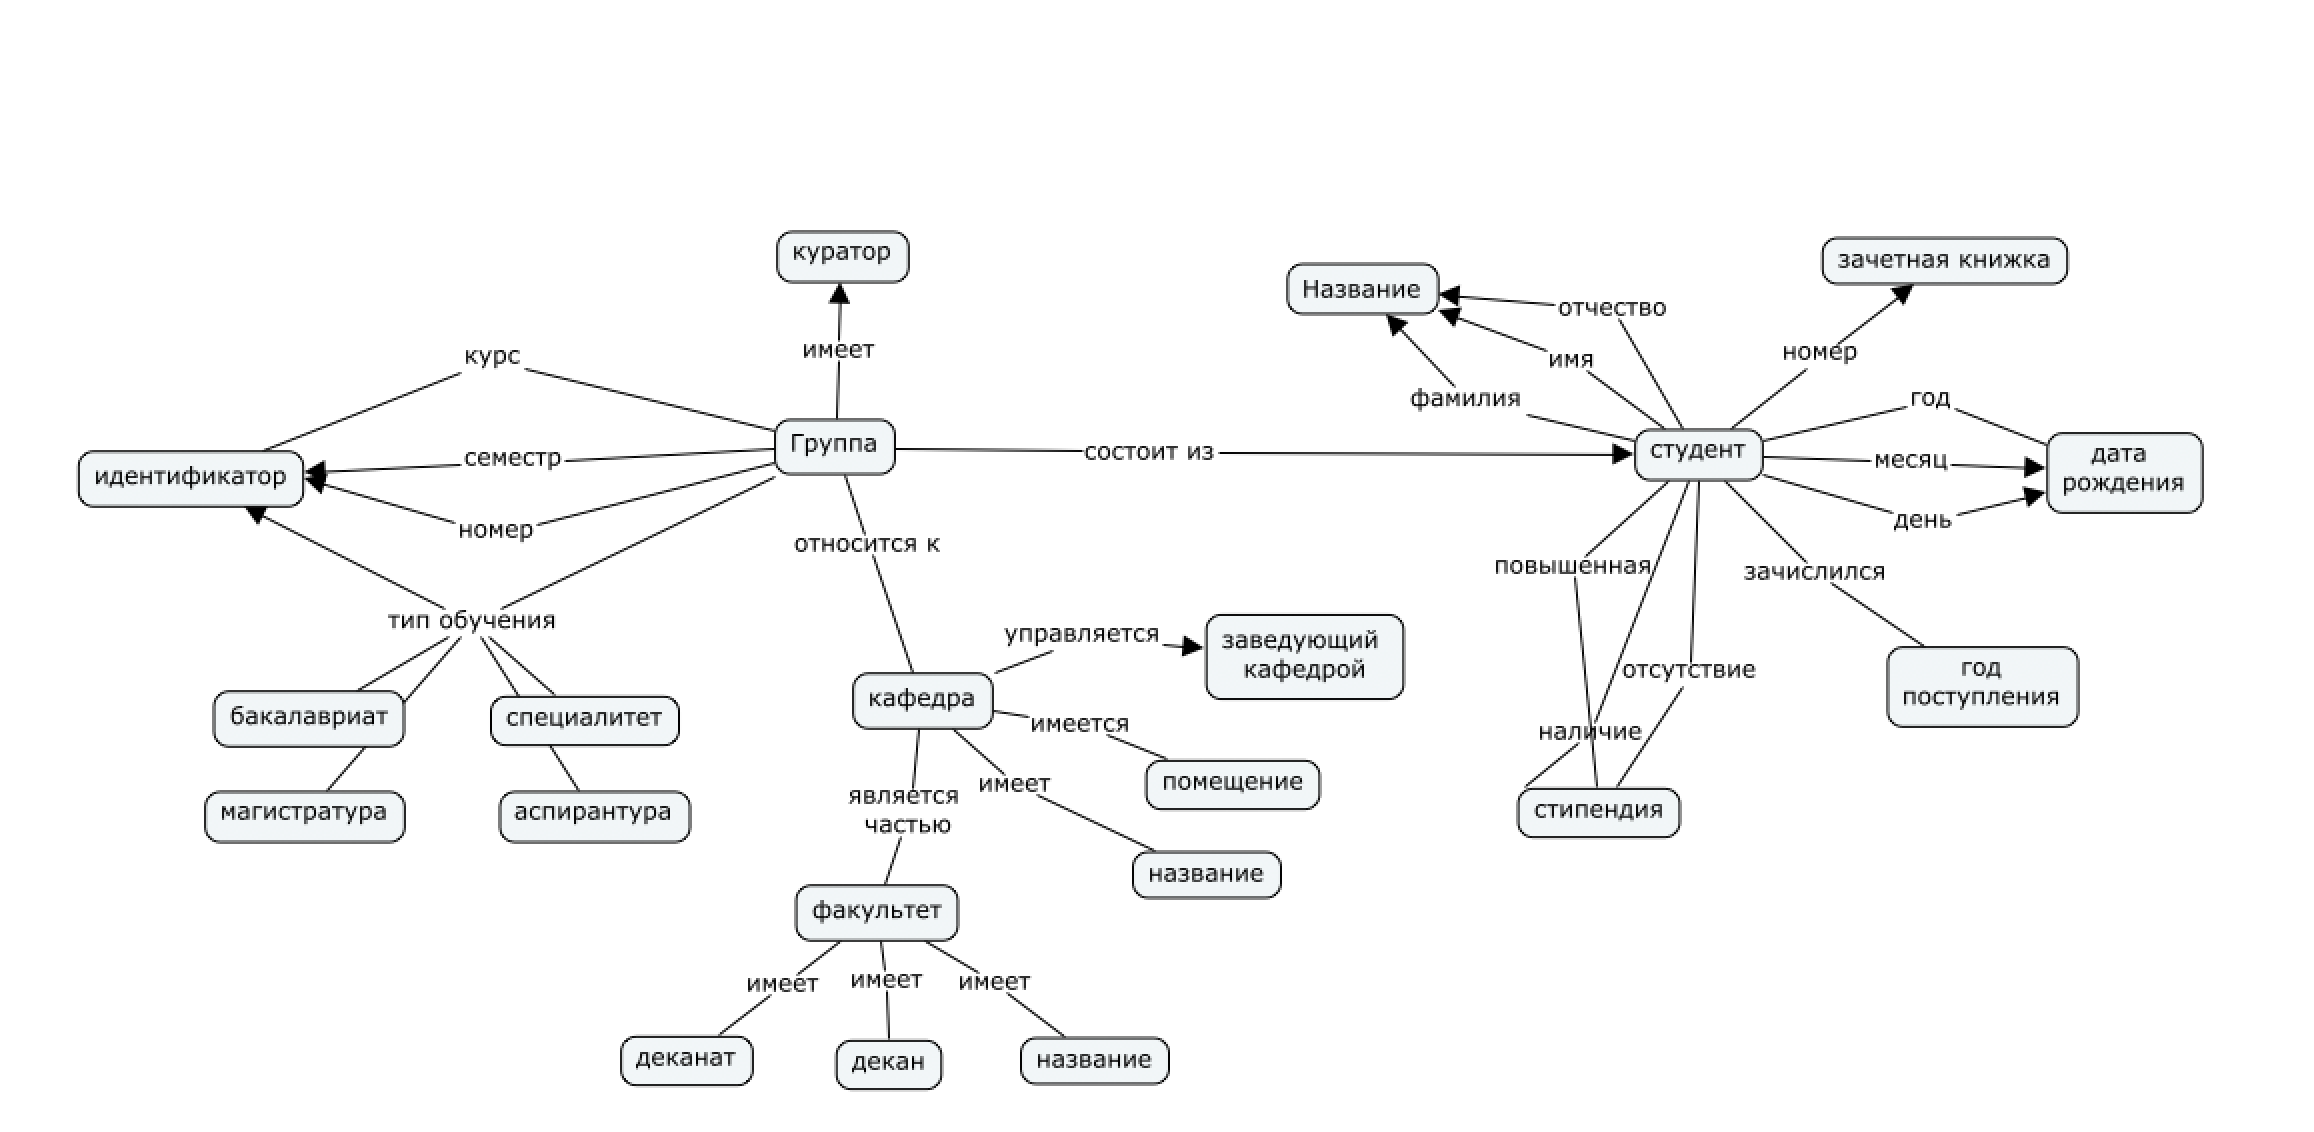 куратор
зачетная книжка
Название
отчество
имя
номер
фамилия
имеет
курс
год
Группа
состоит из
студент
месяц
дата
рождения
день
идентификатор
семестр
номер
относится к
повышенная
зачислился
тип обучения
управляется
заведующий
кафедрой
отсутствие
год
поступления
бакалавриат
специалитет
кафедра
имеется
наличие
помещение
имеет
является
частью
магистратура
аспирантура
стипендия
название
факультет
имеет
имеет
имеет
деканат
декан
название